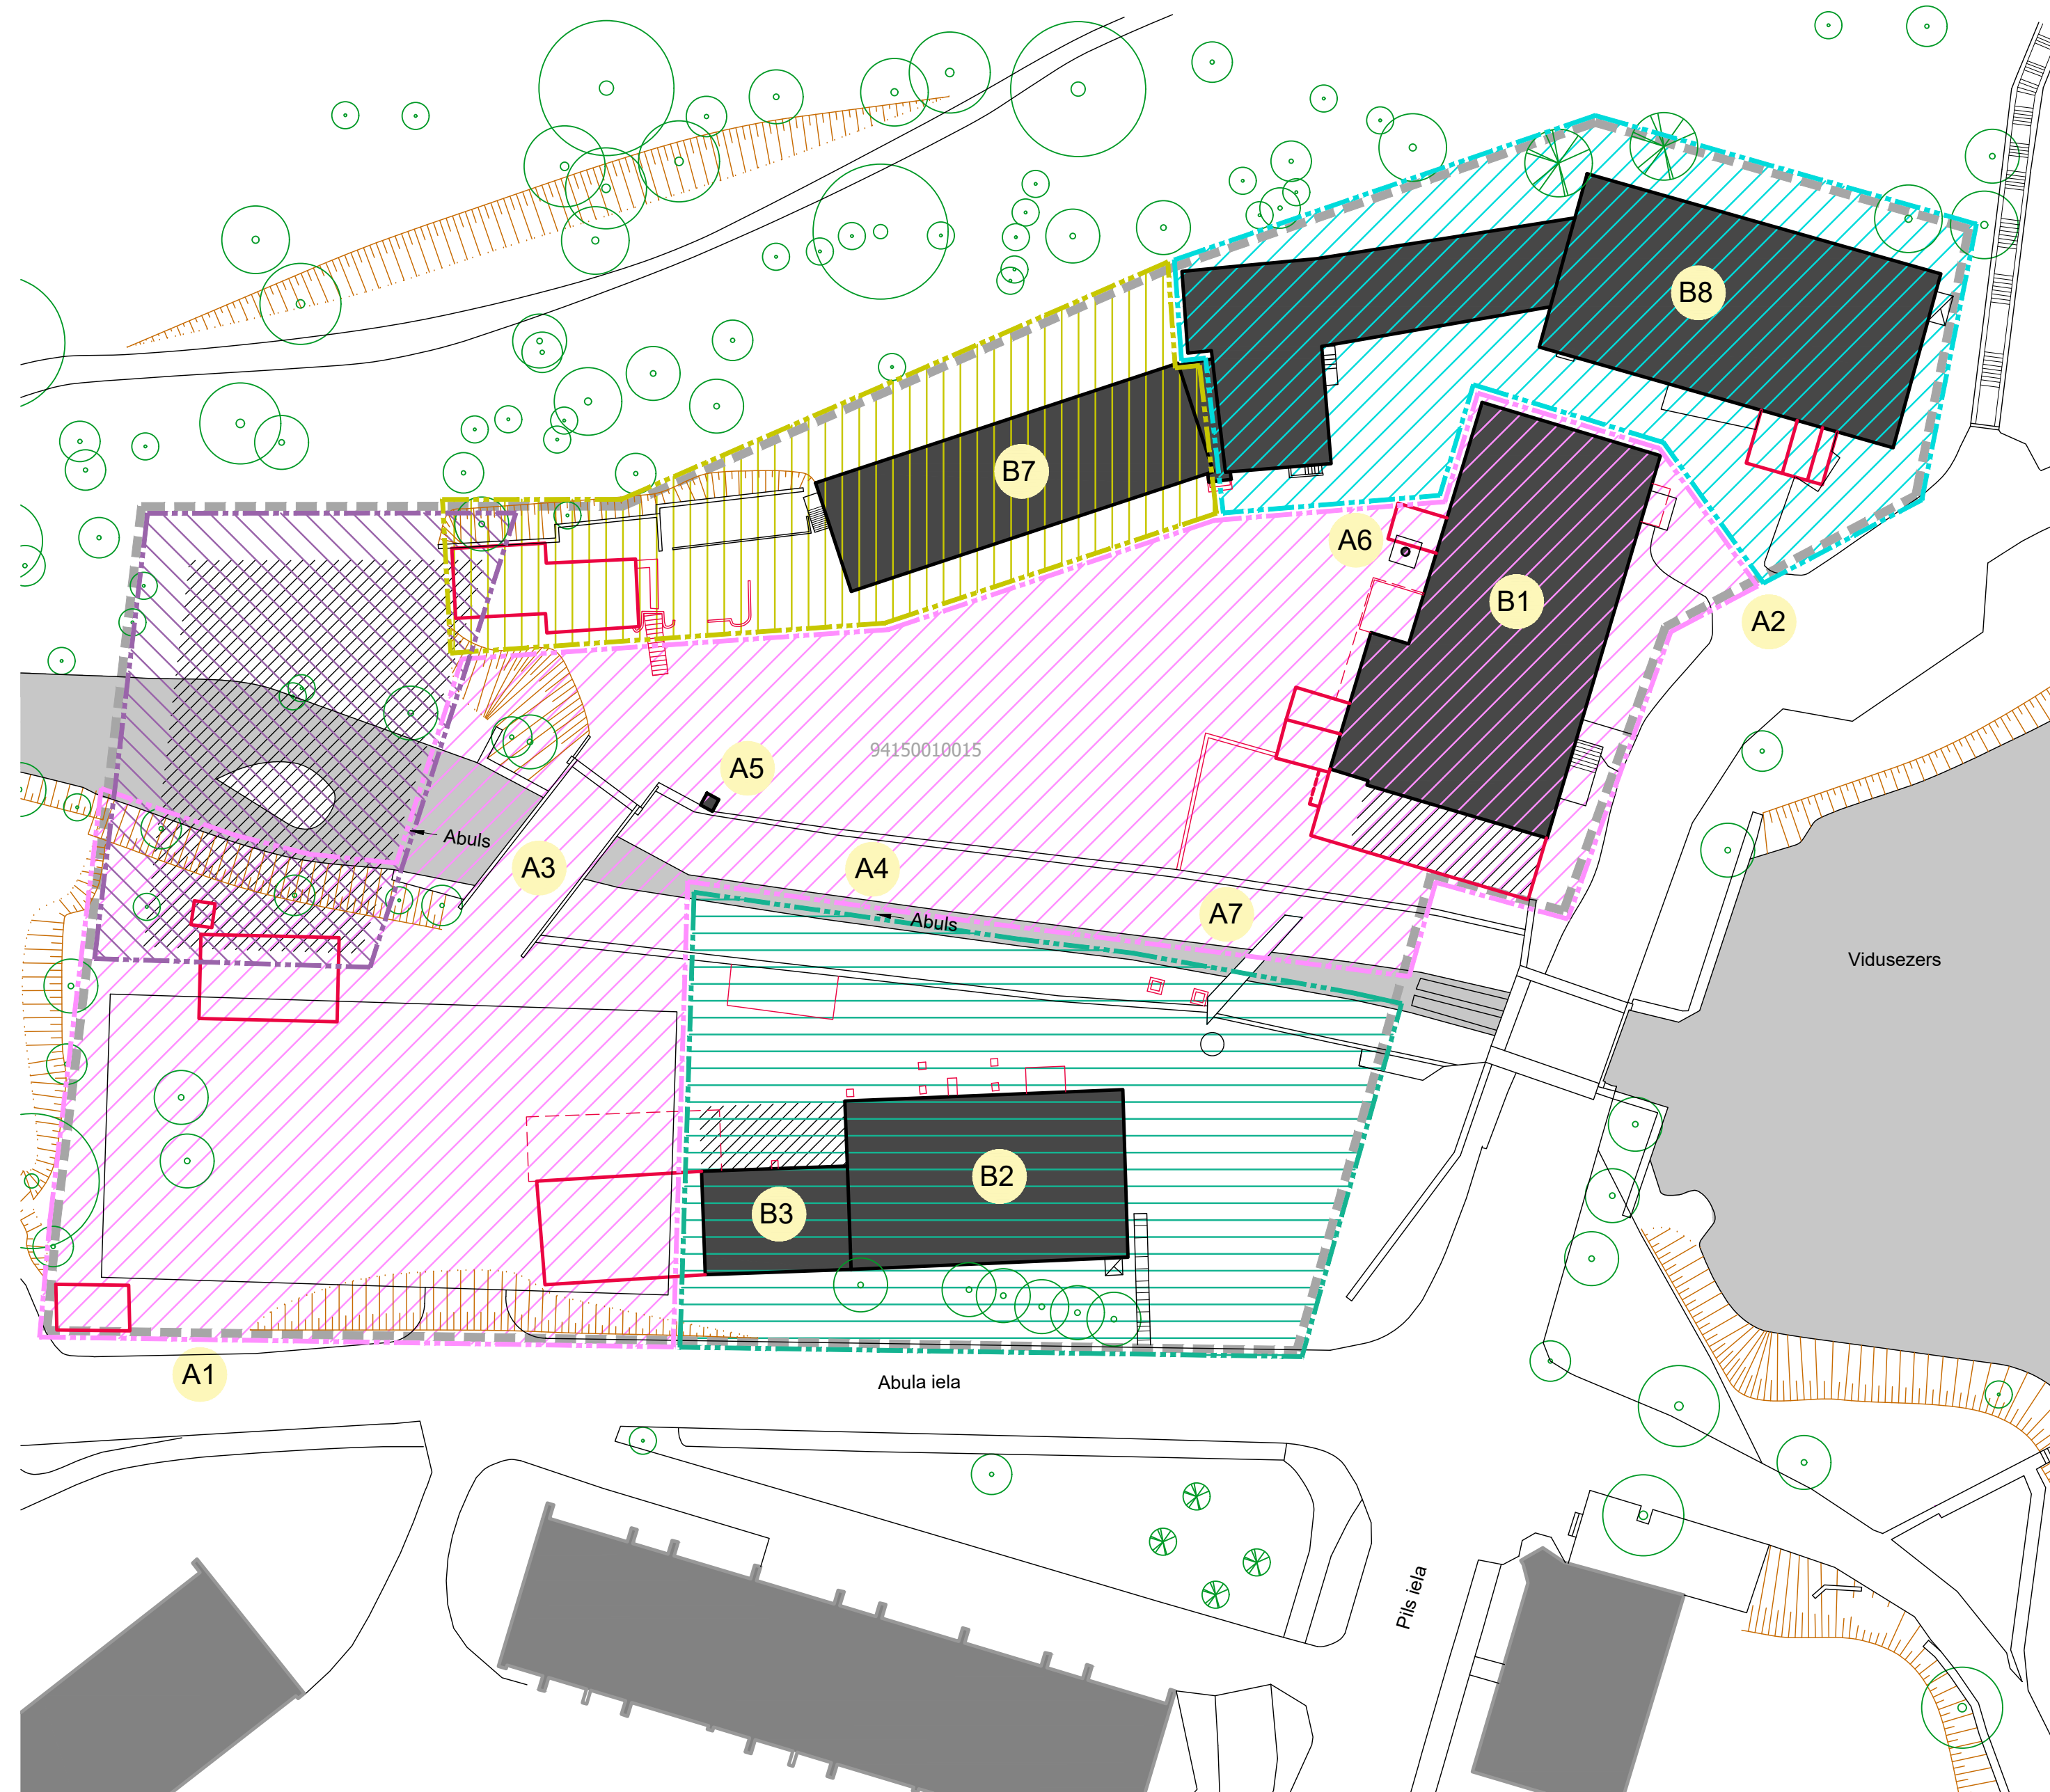 B8
B7
A6
B1
A2
94150010015
A5
Abuls
A3
A4
A7
Abuls
Vidusezers
B2
B3
A1
Abula iela
Pils iela